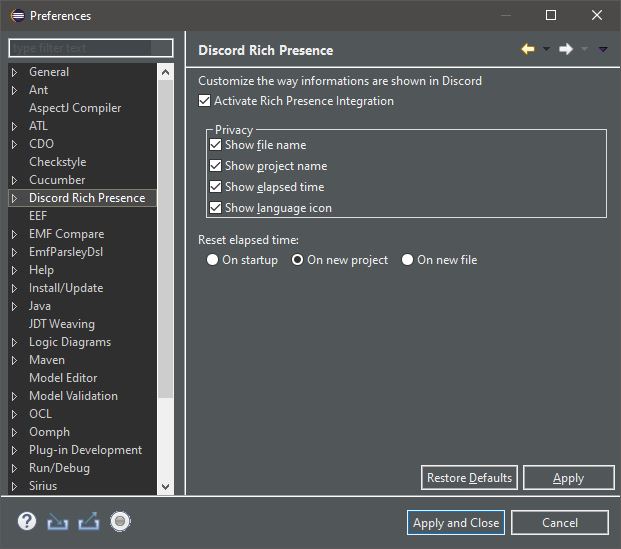 Preferences
type filter text
General
Ant
AspectJ Compiler
ATL
CDO
Checkstyle
Cucumber
Discord Rich Presence
EEF
EMF Compare
EmfParsleyDsl
Help
Install/Update
Java
JDT Weaving
Logic Diagrams
Maven
Model Editor
Model Validation
OCL
Oomph
Plug-in Development
Run/Debug
Sirius
Discord Rich Presence
Customize the way informations are shown in Discord
Activate Rich Presence Integration
Privacy
Show file name
Show project name
Show elapsed time
Show language icon
Reset elapsed time:
On startup On new project On new file
Restore Defaults Apply
Apply and Close Cancel